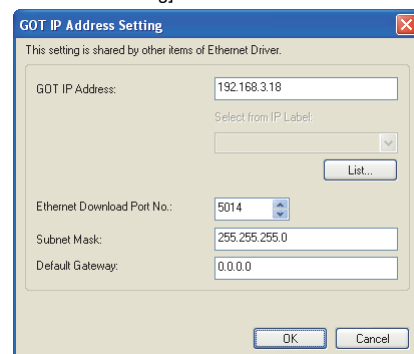 GOT IP Address Setting
This setting is shared by other items of Ethernet Driver.
GOT IP Address: 192.168.3.18
Select from IP Label:
List...
Ethernet Download Port No.: 5014
Subnet Mask: 255.255.255.0
Default Gateway: 0.0.0.0
OK Cancel